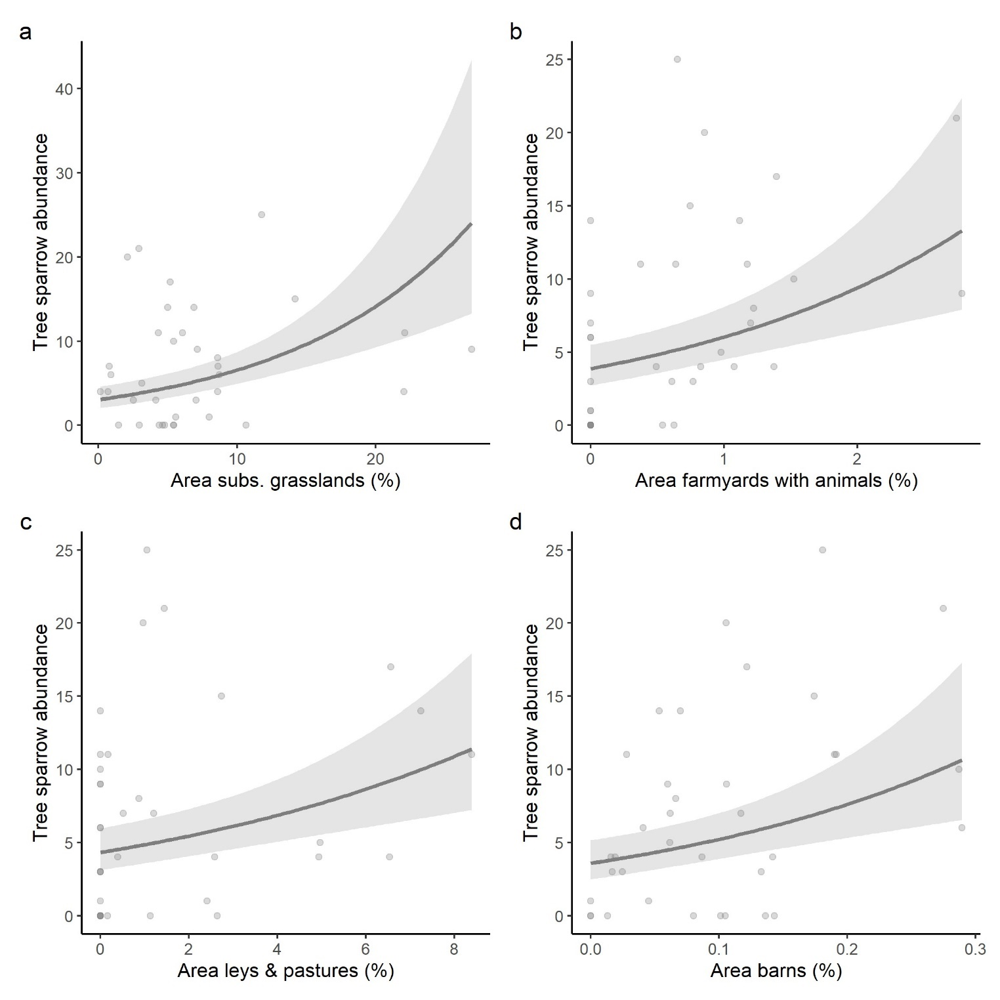 a
Tree sparrow abundance
40
30
20
10
0
0 10 20
Area subs. grasslands (%)
b
Tree sparrow abundance
25
20
15
10
5
0
0 1 2
Area farmyards with animals (%)
c
Tree sparrow abundance
25
20
15
10
5
0
0 2 4 6 8
Area leys & pastures (%)
d
Tree sparrow abundance
25
20
15
10
5
0
0.0 0.1 0.2 0.3
Area barns (%)